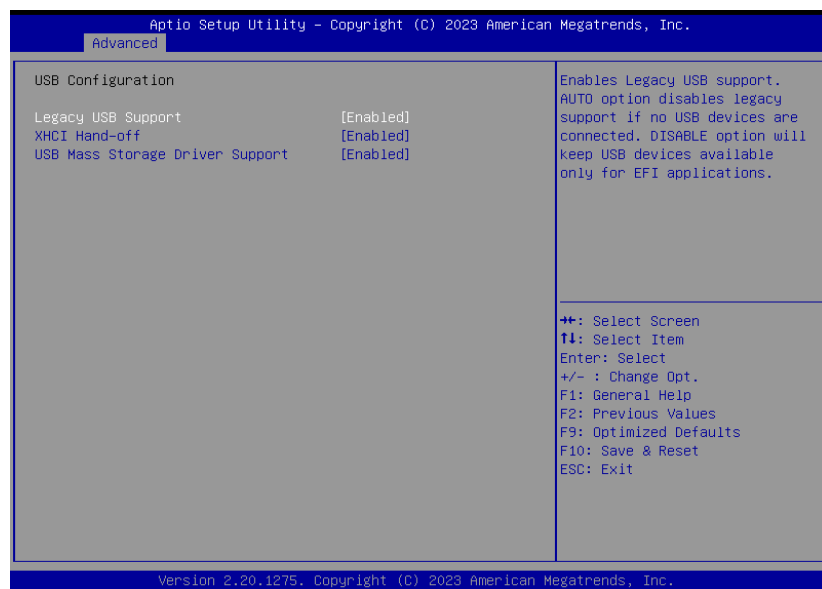 Aptio Setup Utility – Copyright (C) 2023 American Megatrends, Inc.
Advanced
USB Configuration
Legacy USB Support [Enabled]
XHCI Hand-off [Enabled]
USB Mass Storage Driver Support [Enabled]
Enables Legacy USB support.
AUTO option disables legacy
support if no USB devices are
connected. DISABLE option will
keep USB devices available
only for EFI applications.
→←: Select Screen
↑↓: Select Item
Enter: Select
+/- : Change Opt.
F1: General Help
F2: Previous Values
F9: Optimized Defaults
F10: Save & Reset
ESC: Exit
Version 2.20.1275. Copyright (C) 2023 American Megatrends, Inc.